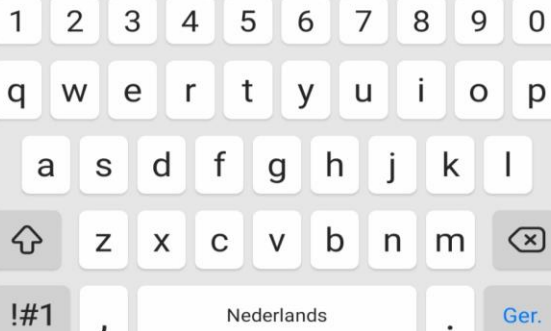 1 2 3 4 5 6 7 8 9 0
q w e r t y u i o p
a s d f g h j k l
z x c v b n m
!#1 , Nederlands . Ger.